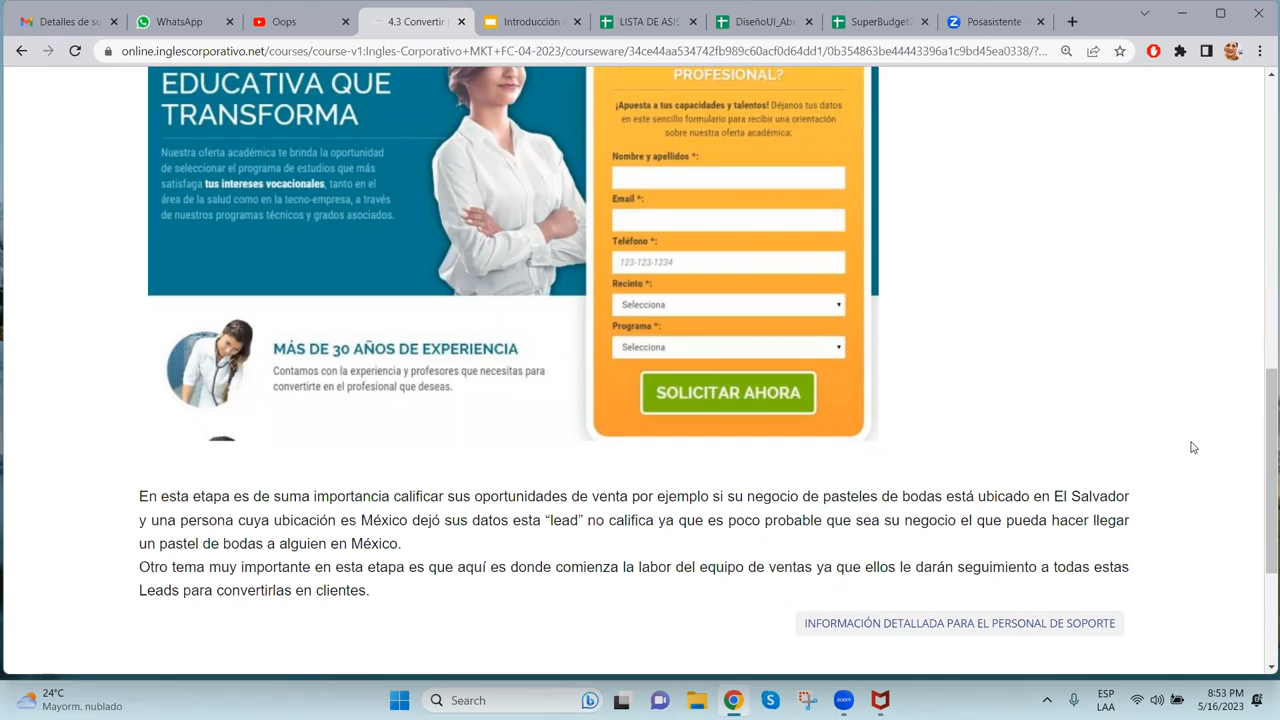 Detalles de su
WhatsApp
Oops
4.3 Convertir
Introducción
LISTA DE ASIS
DiseñoUI_Abri
SuperBudget
Posasistente -
online.inglescorporativo.net/courses/course-v1:Ingles-Corporativo+MKT+FC-04-2023/courseware/34ce44aa534742fb989c60acf0d64dd1/0b354863be44443396a1c9bd45ea0338/?...
EDUCATIVA QUE
TRANSFORMA
Nuestra oferta académica te brinda la oportunidad
de seleccionar el programa de estudios que más
satisfaga tus intereses vocacionales, tanto en el
área de la salud como en la tecno-empresa, a través
de nuestros programas técnicos y grados asociados.
PROFESIONAL?
¡Apuesta a tus capacidades y talentos! Déjanos tus datos
en este sencillo formulario para recibir una orientación
sobre nuestra oferta académica:
Nombre y apellidos *:
Email *:
Teléfono *:
123-123-1234
Recinto *:
Selecciona
Programa *:
Selecciona
SOLICITAR AHORA
MÁS DE 30 AÑOS DE EXPERIENCIA
Contamos con la experiencia y profesores que necesitas para
convertirte en el profesional que deseas.
En esta etapa es de suma importancia calificar sus oportunidades de venta por ejemplo si su negocio de pasteles de bodas está ubicado en El Salvador
y una persona cuya ubicación es México dejó sus datos esta “lead” no califica ya que es poco probable que sea su negocio el que pueda hacer llegar
un pastel de bodas a alguien en México.
Otro tema muy importante en esta etapa es que aquí es donde comienza la labor del equipo de ventas ya que ellos le darán seguimiento a todas estas
Leads para convertirlas en clientes.
INFORMACIÓN DETALLADA PARA EL PERSONAL DE SOPORTE
24°C
Mayorm. nublado
Search
zoom
ESP
LAA
8:53 PM
5/16/2023